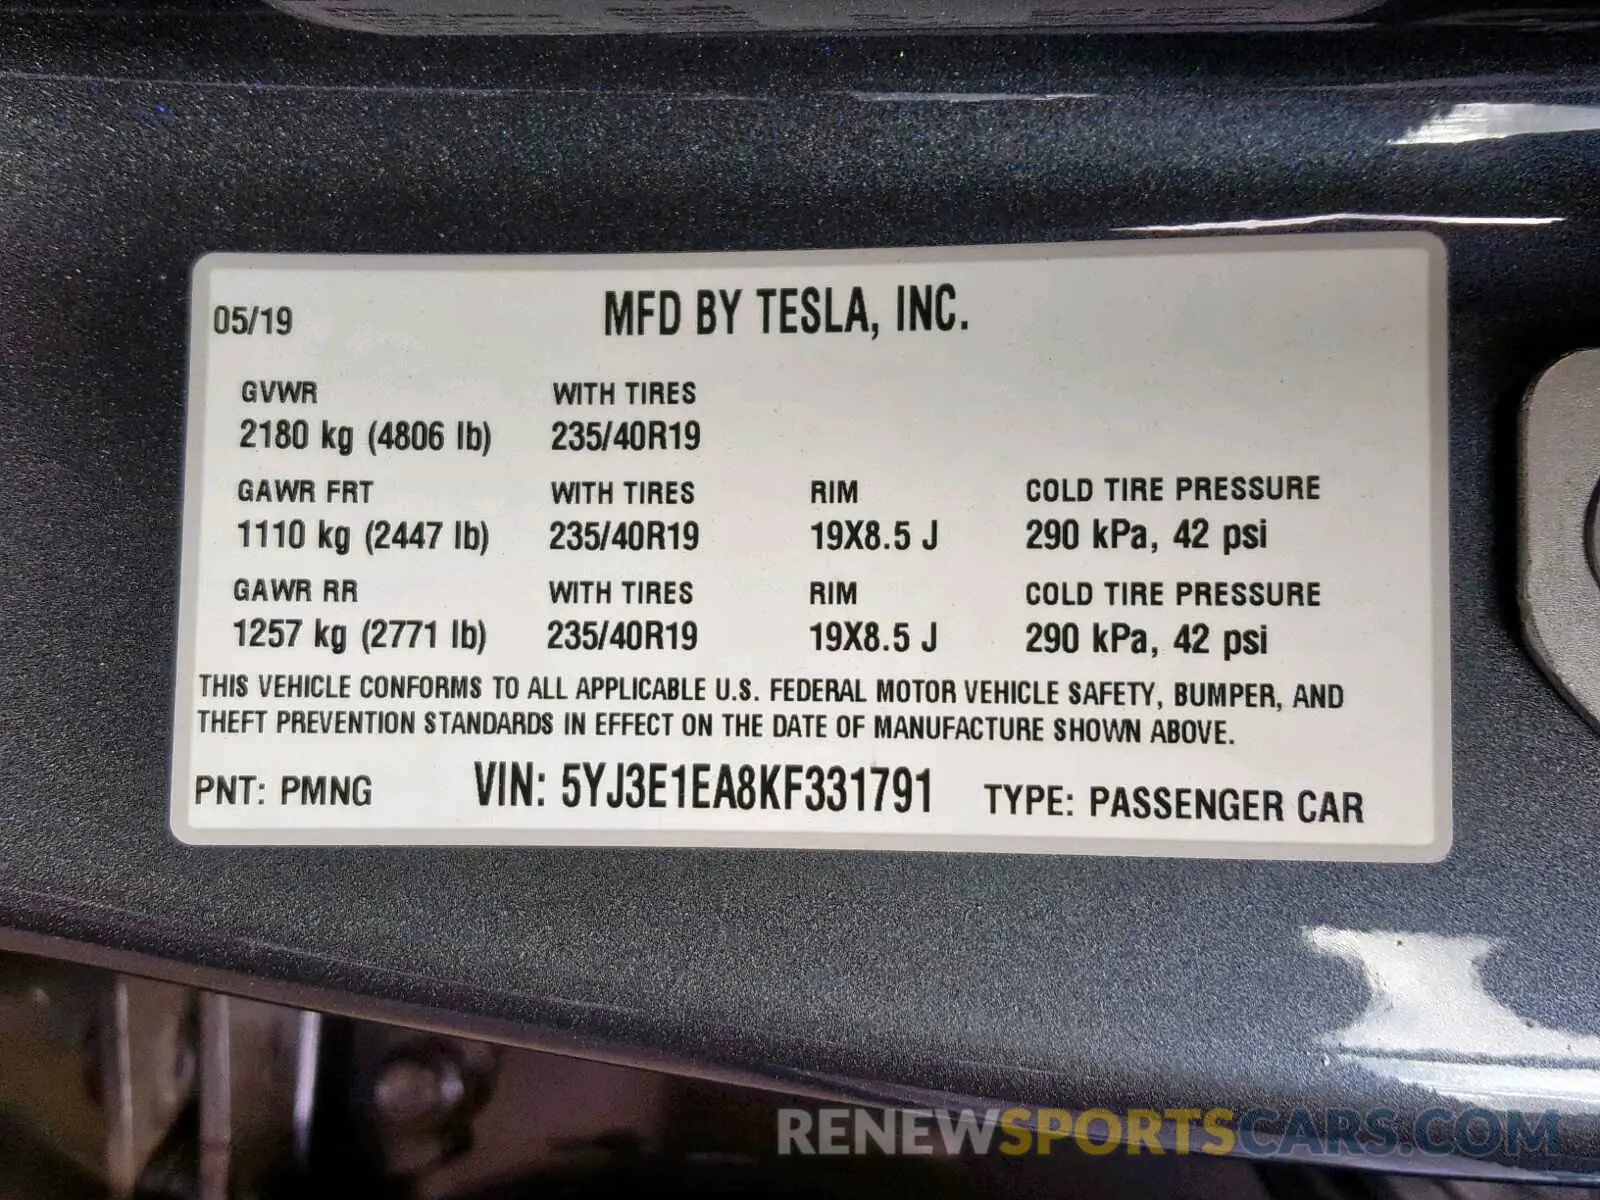 05/19 MFD BY TESLA, INC.
GVWR WITH TIRES
2180 kg (4806 lb) 235/40R19
GAWR FRT WITH TIRES RIM COLD TIRE PRESSURE
1110 kg (2447 lb) 235/40R19 19X8.5 J 290 kPa, 42 psi
GAWR RR WITH TIRES RIM COLD TIRE PRESSURE
1257 kg (2771 lb) 235/40R19 19X8.5 J 290 kPa, 42 psi
THIS VEHICLE CONFORMS TO ALL APPLICABLE U.S. FEDERAL MOTOR VEHICLE SAFETY, BUMPER, AND
THEFT PREVENTION STANDARDS IN EFFECT ON THE DATE OF MANUFACTURE SHOWN ABOVE.
PNT: PMNG VIN: 5YJ3E1EA8KF331791 TYPE: PASSENGER CAR
RENEWSPORTSCARS.COM